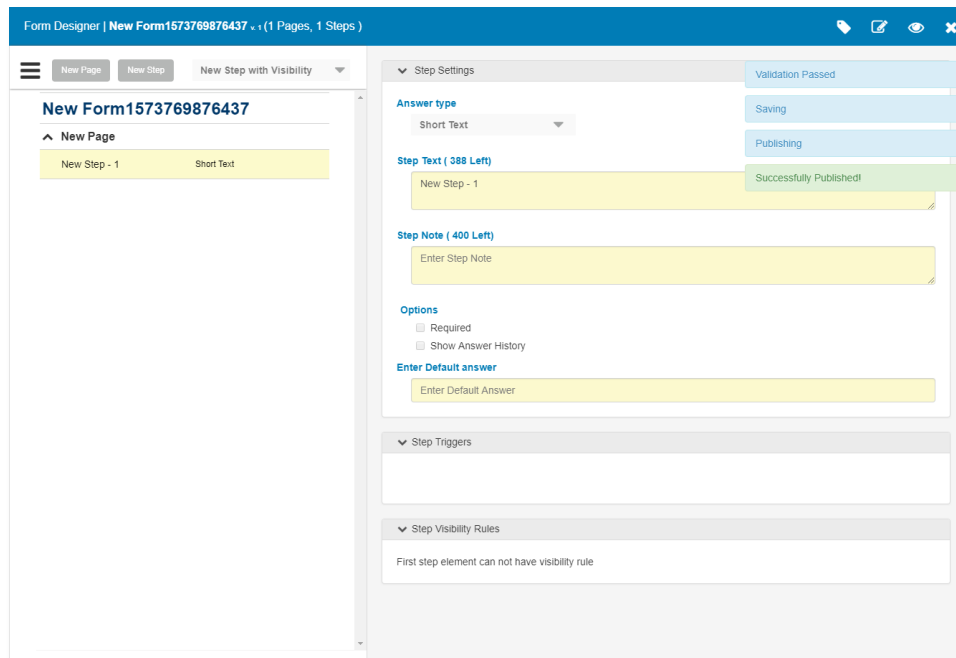 Form Designer | New Form1573769876437 v. 1 (1 Pages, 1 Steps )
New Page New Step New Step with Visibility
New Form1573769876437
New Page
New Step - 1 Short Text
Step Settings
Answer type
Short Text
Step Text ( 388 Left)
New Step - 1
Step Note ( 400 Left)
Enter Step Note
Options
Required
Show Answer History
Enter Default answer
Enter Default Answer
Step Triggers
Step Visibility Rules
First step element can not have visibility rule
Validation Passed
Saving
Publishing
Successfully Published!